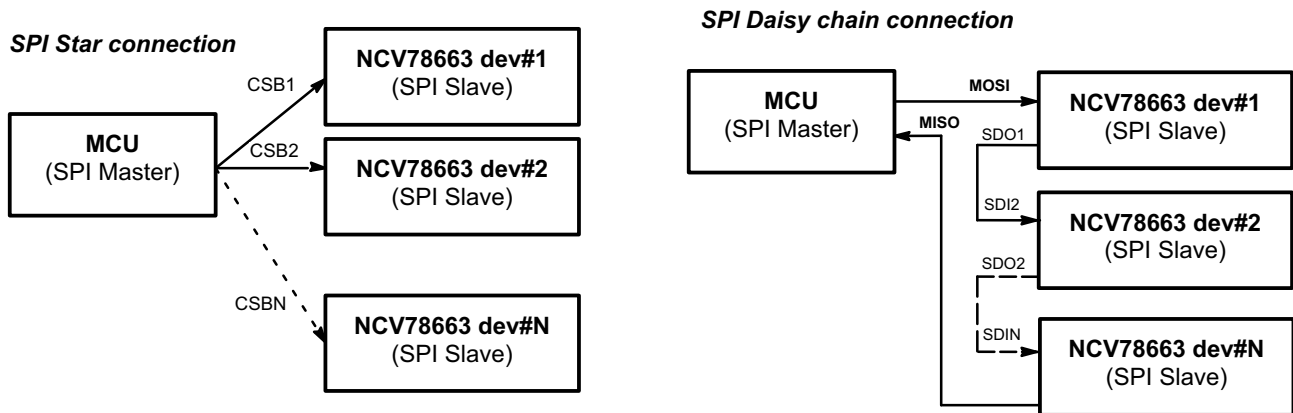 SPI Star connection
NCV78663 dev#1
(SPI Slave)
CSB1
MCU
(SPI Master)
CSB2
NCV78663 dev#2
(SPI Slave)
CSBN
NCV78663 dev#N
(SPI Slave)
SPI Daisy chain connection
MCU
(SPI Master)
MOSI
MISO
NCV78663 dev#1
(SPI Slave)
SDO1
SDI2
NCV78663 dev#2
(SPI Slave)
SDO2
SDIN
NCV78663 dev#N
(SPI Slave)